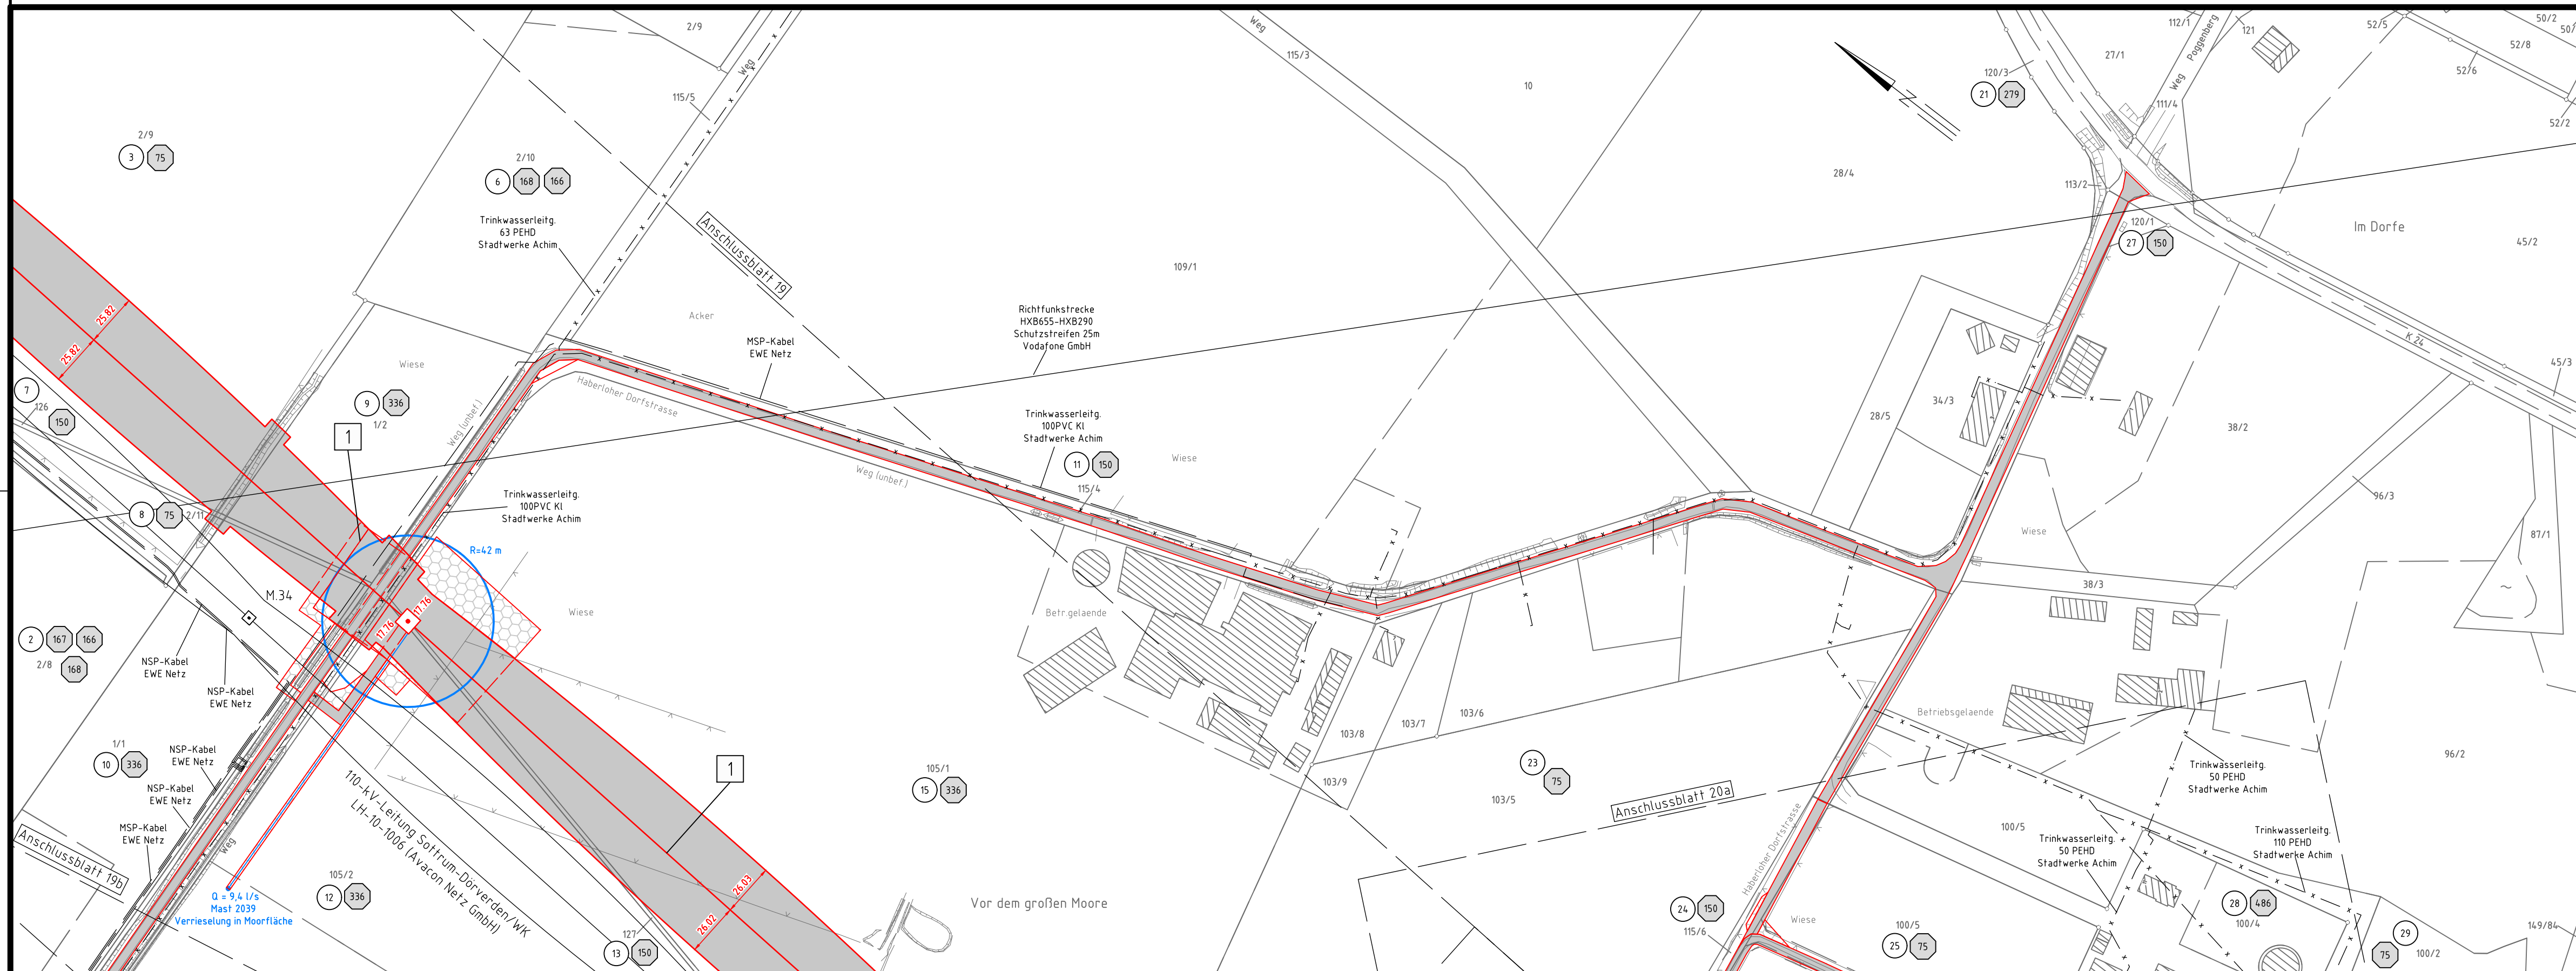 2/9
Weg
115/5
2/9
3
75
2/10
6
168
166
Trinkwasserleitg.
63 PEHD
Stadtwerke Achim
Anschlussblatt 19
Weg
115/3
10
109/1
28/4
N
120/3
21
279
27/1
112/1
Weg Poggenberg
121
111/4
52/5
50/2
52/8
52/6
52/2
113/2
120/1
27
150
Im Dorfe
45/2
K 24
45/3
25.82
25.82
Acker
Wiese
MSP-Kabel
EWE Netz
Richtfunkstrecke
HXB655-HXB290
Schutzstreifen 25m
Vodafone GmbH
Haberloher Dorfstrasse
Weg (unbef.)
7
126
150
9
336
1/2
1
8
75
2/11
Trinkwasserleitg.
100PVC Kl
Stadtwerke Achim
Trinkwasserleitg.
100PVC Kl
Stadtwerke Achim
11
150
115/4
Wiese
Weg (unbef.)
28/5
34/3
38/2
96/3
87/1
Wiese
38/3
R=42 m
M.34
17.76
17.76
Wiese
2
167
166
2/8
168
NSP-Kabel
EWE Netz
NSP-Kabel
EWE Netz
Betr.gelaende
103/8
103/7
103/6
103/9
23
75
103/5
Betriebsgelaende
Anschlussblatt 20a
96/2
Trinkwasserleitg.
50 PEHD
Stadtwerke Achim
1/1
10
336
NSP-Kabel
EWE Netz
NSP-Kabel
EWE Netz
MSP-Kabel
EWE Netz
Anschlussblatt 19b
Weg
110-kV-Leitung Sottrum-Dörverden/WK
LH-10-1006 (Avacon Netz GmbH)
1
105/1
15
336
Haberloher Dorfstrasse
100/5
Trinkwasserleitg.
50 PEHD
Stadtwerke Achim
Trinkwasserleitg.
110 PEHD
Stadtwerke Achim
105/2
12
336
Q = 9,4 l/s
Mast 2039
Verrieselung in Moorfläche
26.03
26.02
127
13
150
Vor dem großen Moore
24
150
115/6
Wiese
100/5
25
75
28
486
100/4
29
75
100/2
149/84